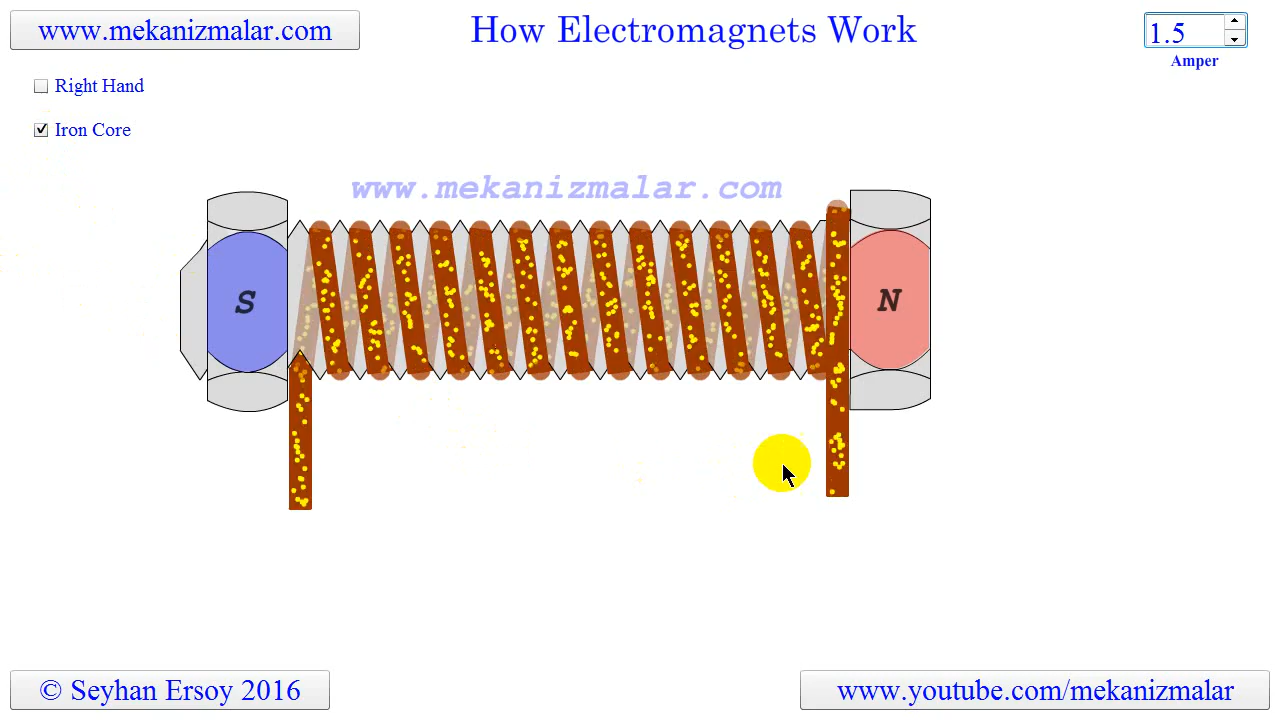 www.mekanizmalar.com
How Electromagnets Work
1.5
Amper
Right Hand
Iron Core
www.mekanizmalar.com
S
N
© Seyhan Ersoy 2016
www.youtube.com/mekanizmalar